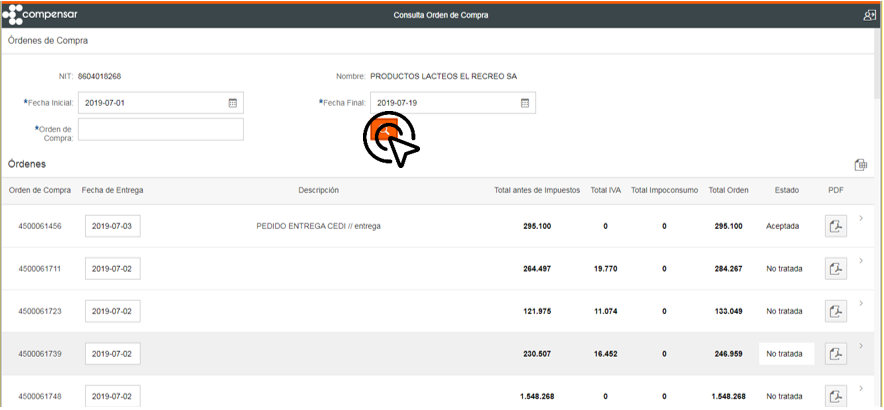 compensar
Consulta Orden de Compra
Órdenes de Compra
NIT: 8604018268 Nombre: PRODUCTOS LACTEOS EL RECREO SA
*Fecha Inicial: 2019-07-01 *Fecha Final: 2019-07-19
*Orden de
Compra:
Órdenes
Orden de Compra Fecha de Entrega Descripción Total antes de Impuestos Total IVA Total Impoconsumo Total Orden Estado PDF
4500061456 2019-07-03 PEDIDO ENTREGA CEDI // entrega 295.100 0 0 295.100 Aceptada
4500061711 2019-07-02 264.497 19.770 0 284.267 No tratada
4500061723 2019-07-02 121.975 11.074 0 133.049 No tratada
4500061739 2019-07-02 230.507 16.452 0 246.959 No tratada
4500061748 2019-07-02 1.548.268 0 0 1.548.268 No tratada